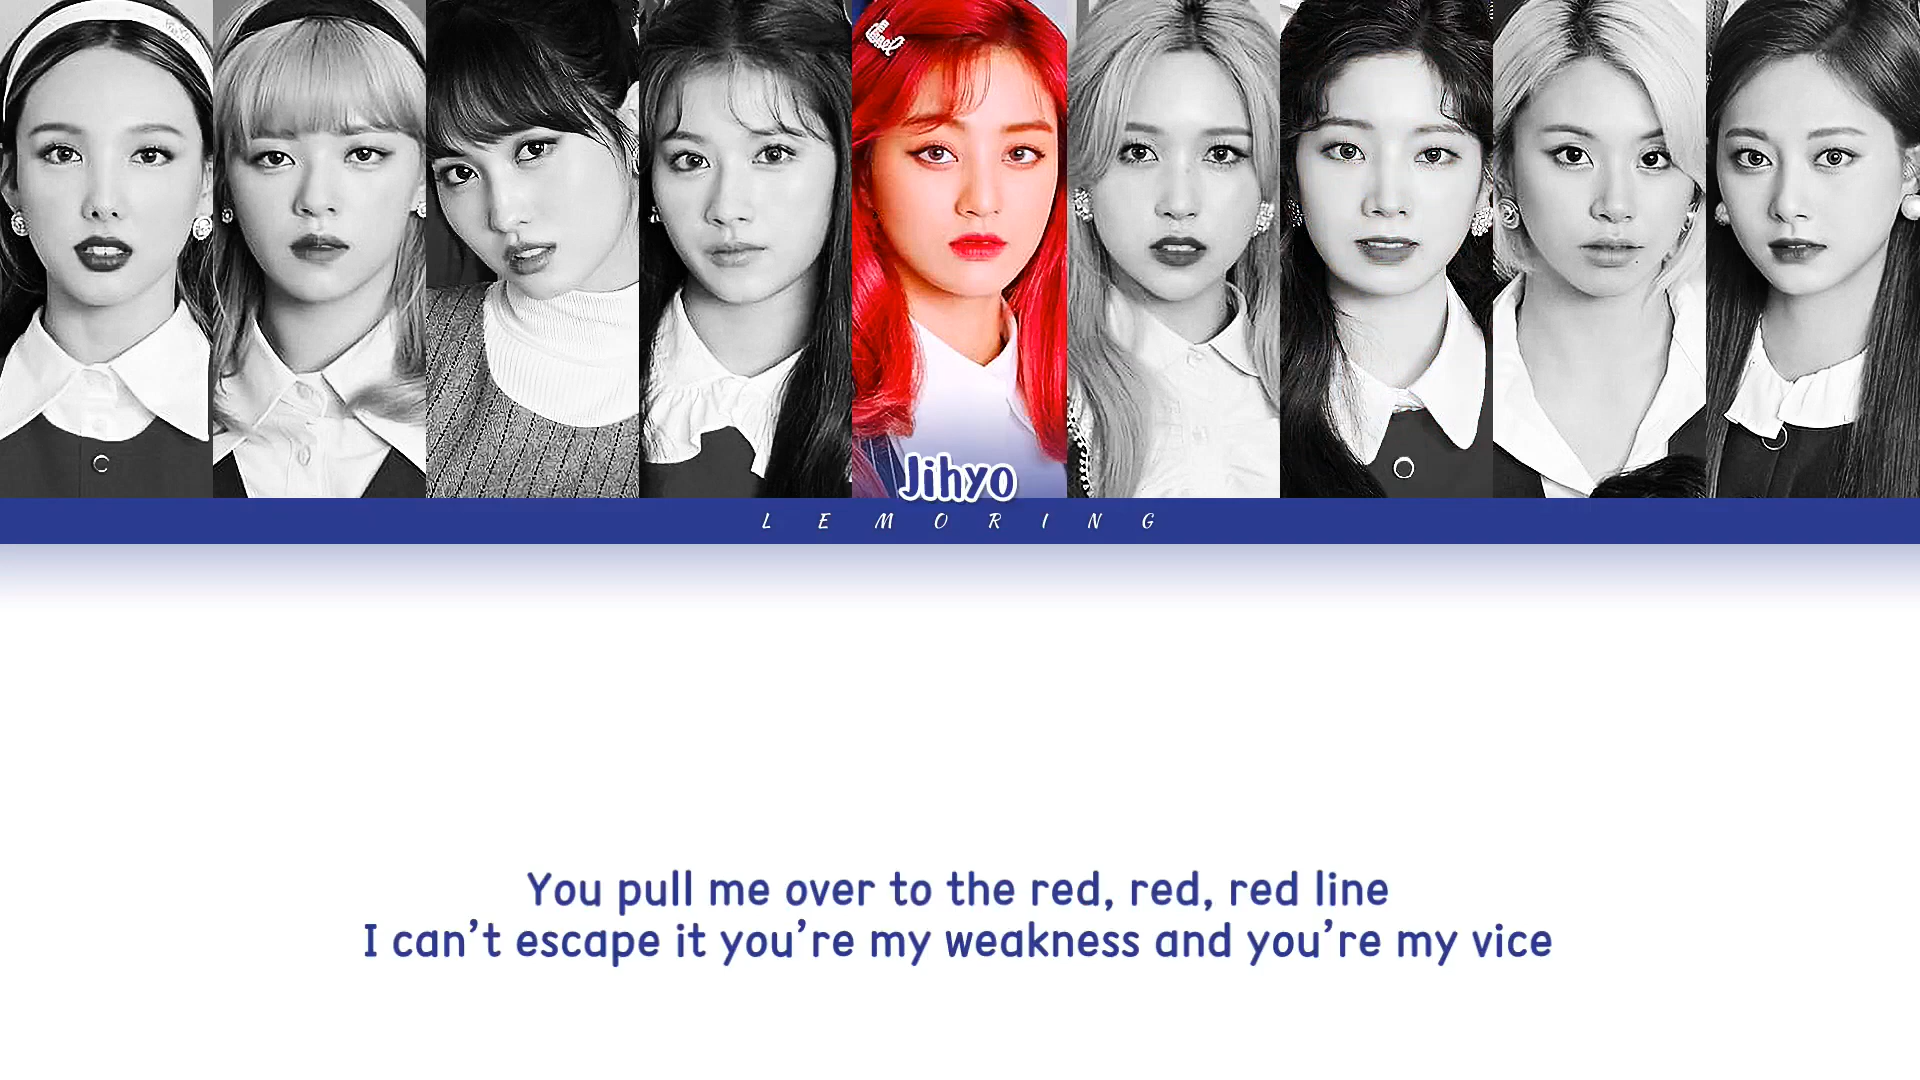 Jihyo
LEMORING
You pull me over to the red, red, red line
I can’t escape it you’re my weakness and you’re my vice